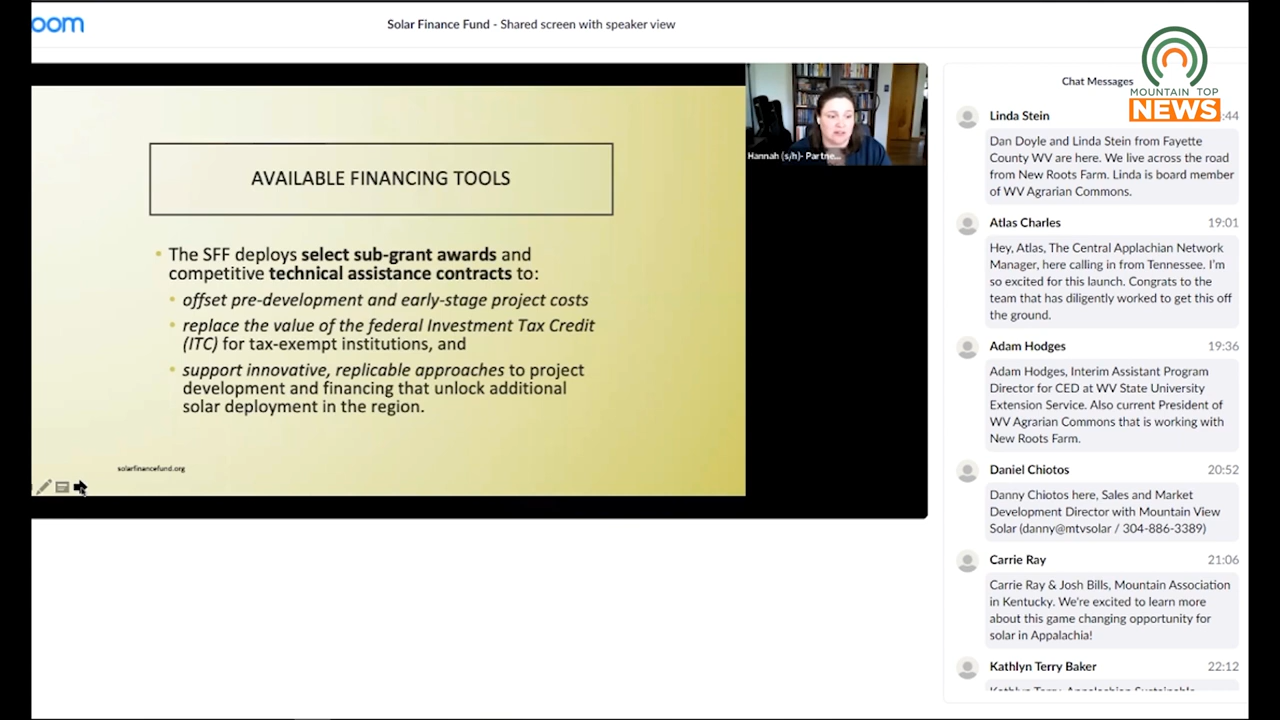 oom
Solar Finance Fund - Shared screen with speaker view
MOUNTAIN TOP
NEWS
AVAILABLE FINANCING TOOLS
The SFF deploys select sub-grant awards and
competitive technical assistance contracts to:
offset pre-development and early-stage project costs
replace the value of the federal Investment Tax Credit
(ITC) for tax-exempt institutions, and
support innovative, replicable approaches to project
development and financing that unlock additional
solar deployment in the region.
solarfinancefund.org
Hannah (s/h)- Partne...
Chat Messages
Linda Stein :44
Dan Doyle and Linda Stein from Fayette
County WV are here. We live across the road
from New Roots Farm. Linda is board member
of WV Agrarian Commons.
Atlas Charles 19:01
Hey, Atlas, The Central Applachian Network
Manager, here calling in from Tennessee. I'm
so excited for this launch. Congrats to the
team that has diligently worked to get this off
the ground.
Adam Hodges 19:36
Adam Hodges, Interim Assistant Program
Director for CED at WV State University
Extension Service. Also current President of
WV Agrarian Commons that is working with
New Roots Farm.
Daniel Chiotos 20:52
Danny Chiotos here, Sales and Market
Development Director with Mountain View
Solar (danny@mtvsolar / 304-886-3389)
Carrie Ray 21:06
Carrie Ray & Josh Bills, Mountain Association
in Kentucky. We're excited to learn more
about this game changing opportunity for
solar in Appalachia!
Kathlyn Terry Baker 22:12
Kathlyn Terry, Appalachian Sustainable